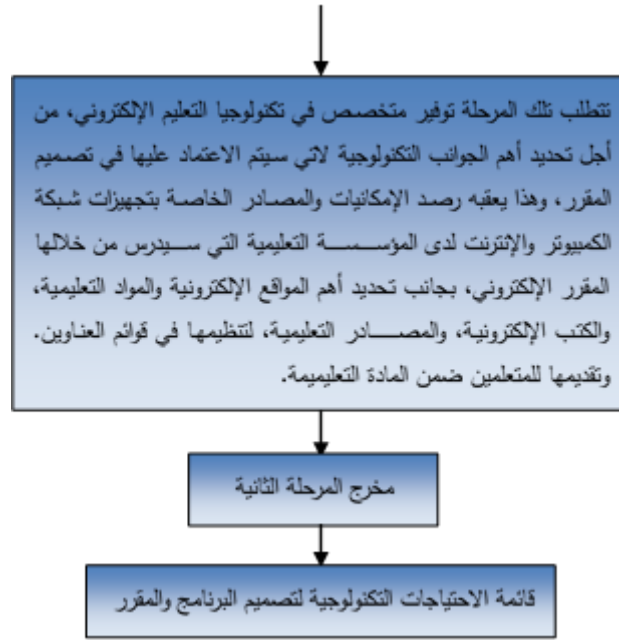 تتطلب تلك المرحلة توفير متخصص في تكنولوجيا التعليم الإلكتروني، من
أجل تحديد أهم الجوانب التكنولوجية لاتي سيتم الاعتماد عليها في تصميم
المقرر، وهذا يعقبه رصد الإمكانيات والمصادر الخاصة بتجهيزات شبكة
الكمبيوتر والإنترنت لدى المؤسسة التعليمية التي سيدرس من خلالها
المقرر الإلكتروني، بجانب تحديد أهم المواقع الإلكترونية والمواد التعليمية،
والكتب الإلكترونية، والمصادر التعليمية، لتنظيمها في قوائم العناوين.
وتقديمها للمتعلمين ضمن المادة التعليميمة.
مخرج المرحلة الثانية
قائمة الاحتياجات التكنولوجية لتصميم البرنامج والمقرر